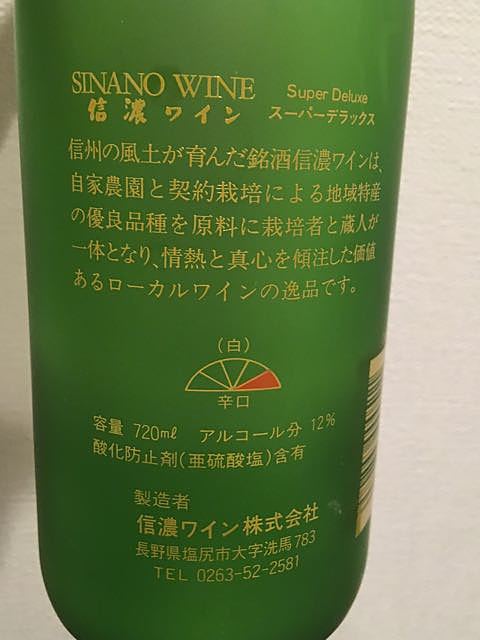 SINANO WINE Super Deluxe
信濃ワイン スーパーデラックス
信州の風土が育んだ銘酒信濃ワインは、
自家農園と契約栽培による地域特産
の優良品種を原料に栽培者と蔵人が
一体となり、情熱と真心を傾注した価値
あるローカルワインの逸品です。
(白)
辛口
容量 720ml アルコール分 12%
酸化防止剤(亜硫酸塩)含有
製造者
信濃ワイン株式会社
長野県塩尻市大字洗馬783
TEL 0263-52-2581